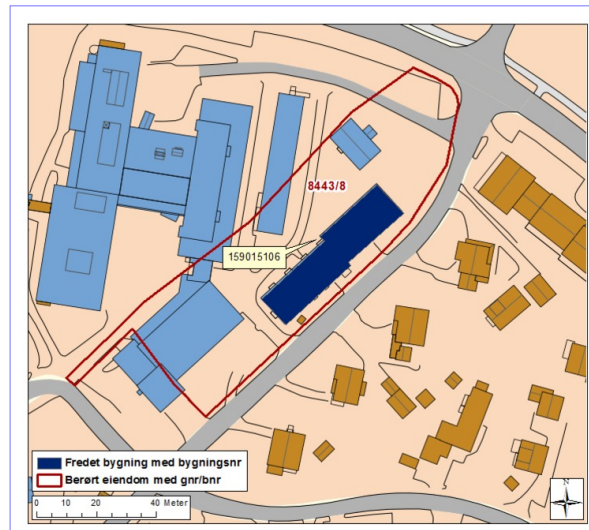 8443/8
159015106
Fredet bygning med bygningsnr
Berørt eiendom med gnr/bnr
0 10 20 40 Meter
N